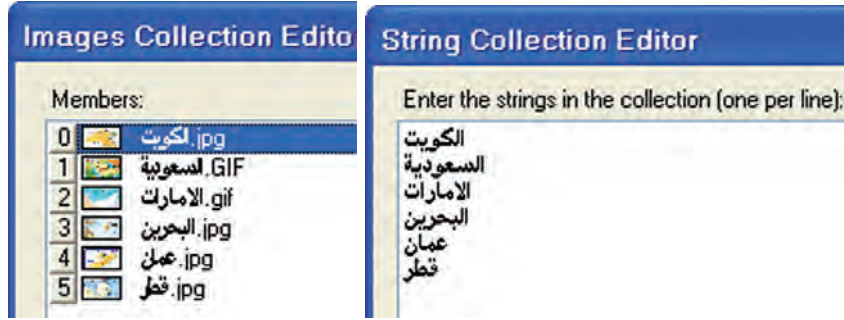 Images Collection Edito
Members:
0 الكويت.jpg
1 السعودية.GIF
2 الامارات.gif
3 البحرين.jpg
4 عمان.jpg
5 قطر.jpg
String Collection Editor
Enter the strings in the collection (one per line):
الكويت
السعودية
الامارات
البحرين
عمان
قطر